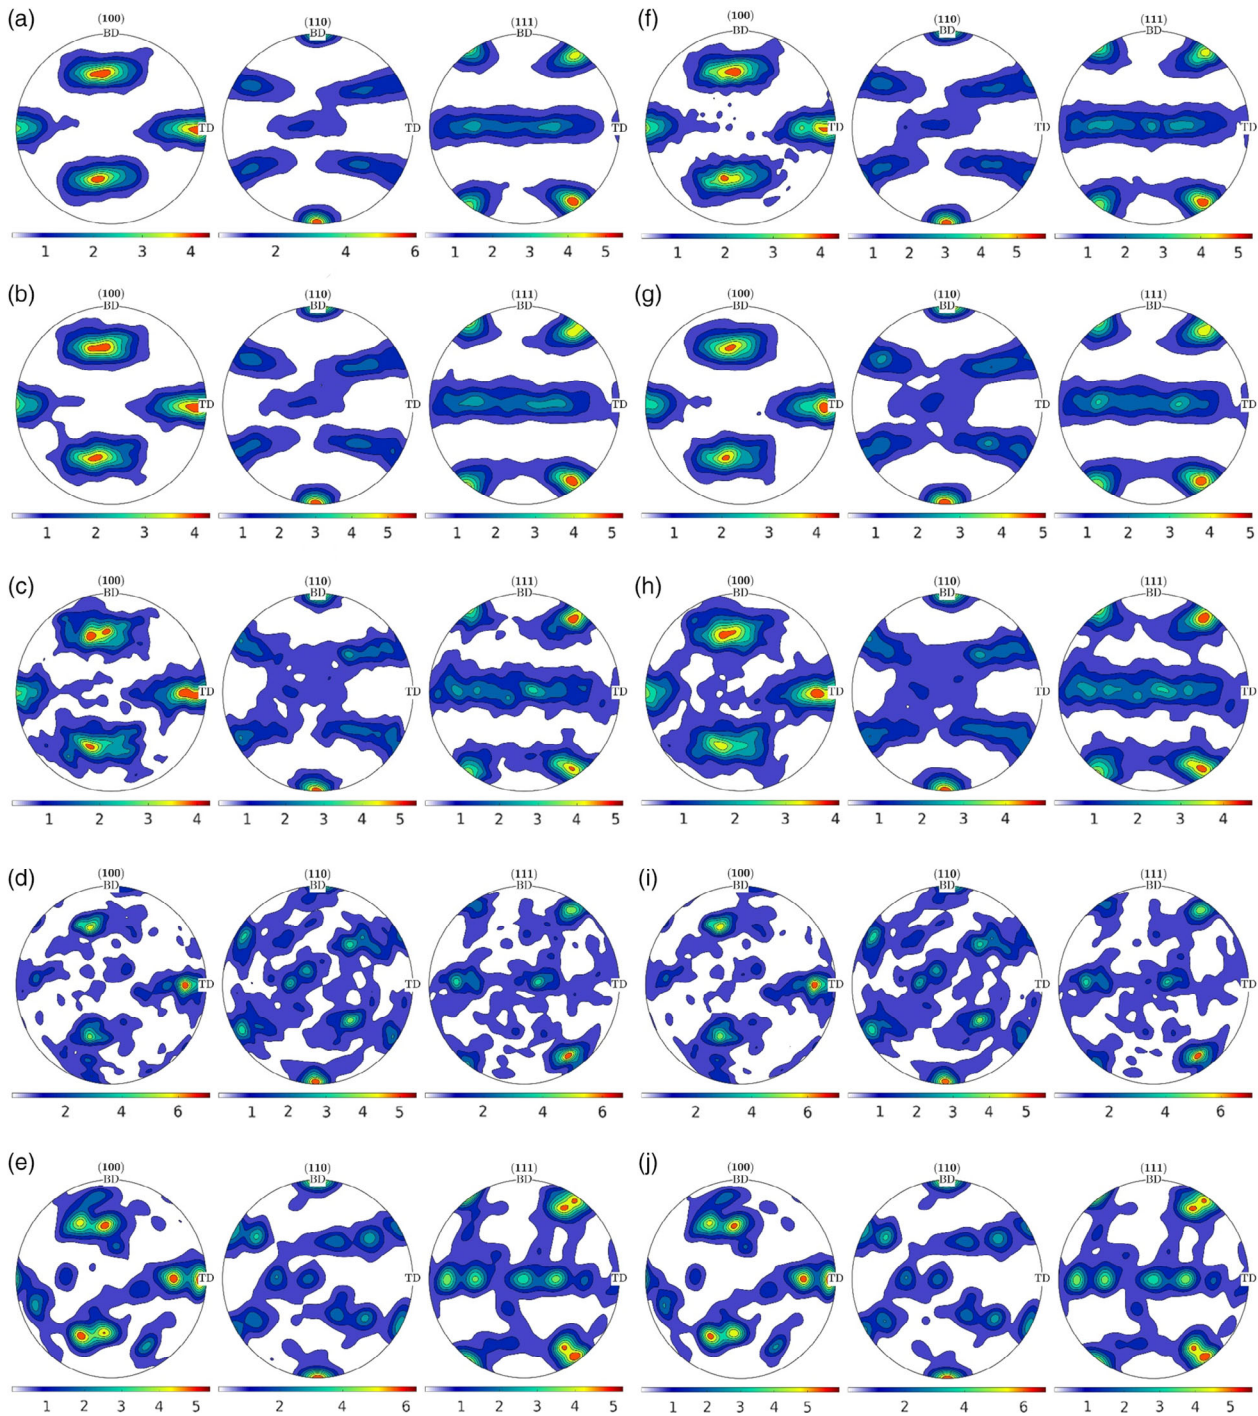 (a) (100) (110) (111) (f) (100) (110) (111)
BD BD BD BD BD BD
TD TD TD TD TD TD
1 2 3 4 4 6 1 2 3 4 5 1 2 3 4 5 1 2 3 4 5 1 2 3 4 5
(b) (100) (110) (111) (g) (100) (110) (111)
BD BD BD BD BD BD
TD TD TD TD TD TD
1 2 3 4 1 2 3 4 5 1 2 3 4 5 1 2 3 4 1 2 3 4 5 1 2 3 4 5
(c) (100) (110) (111) (h) (100) (110) (111)
BD BD BD BD BD BD
TD TD TD TD TD TD
1 2 3 4 1 2 3 4 5 1 2 3 4 5 1 2 3 4 1 2 3 4 1 2 3 4
(d) (100) (110) (111) (i) (100) (110) (111)
BD BD BD BD BD BD
TD TD TD TD TD TD
2 4 6 1 2 3 4 5 2 4 6 2 4 6 1 2 3 4 5 2 4 6
(e) (100) (110) (111) (j) (100) (110) (111)
BD BD BD BD BD BD
TD TD TD TD TD TD
1 2 3 4 5 2 4 6 1 2 3 4 5 1 2 3 4 5 2 4 6 1 2 3 4 5